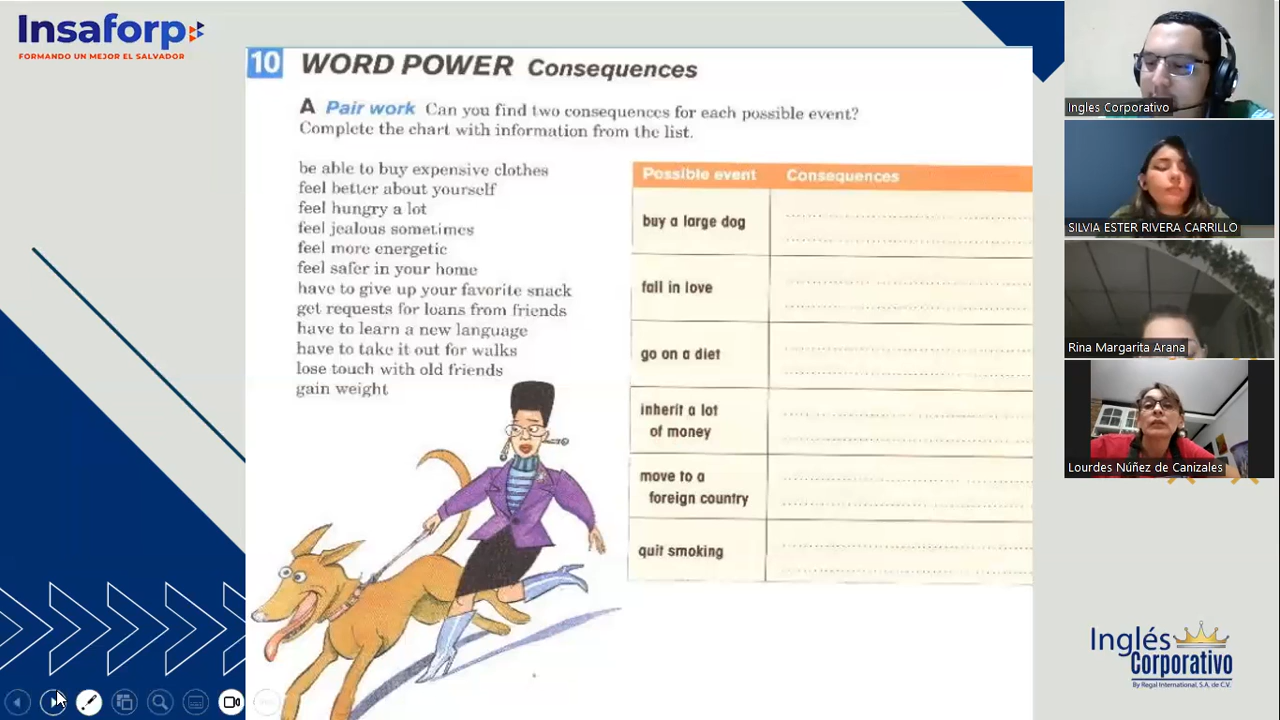 Insaforp
FORMANDO UN MEJOR EL SALVADOR
10 WORD POWER Consequences
A Pair work Can you find two consequences for each possible event?
Complete the chart with information from the list.
be able to buy expensive clothes
feel better about yourself
feel hungry a lot
feel jealous sometimes
feel more energetic
feel safer in your home
have to give up your favorite snack
get requests for loans from friends
have to learn a new language
have to take it out for walks
lose touch with old friends
gain weight
Possible event Consequences
buy a large dog
fall in love
go on a diet
inherit a lot
of money
move to a
foreign country
quit smoking
Ingles Corporativo
SILVIA ESTER RIVERA CARRILLO
Rina Margarita Arana
Lourdes Núñez de Canizales
Inglés
Corporativo
By Regal International, S.A. de C.V.